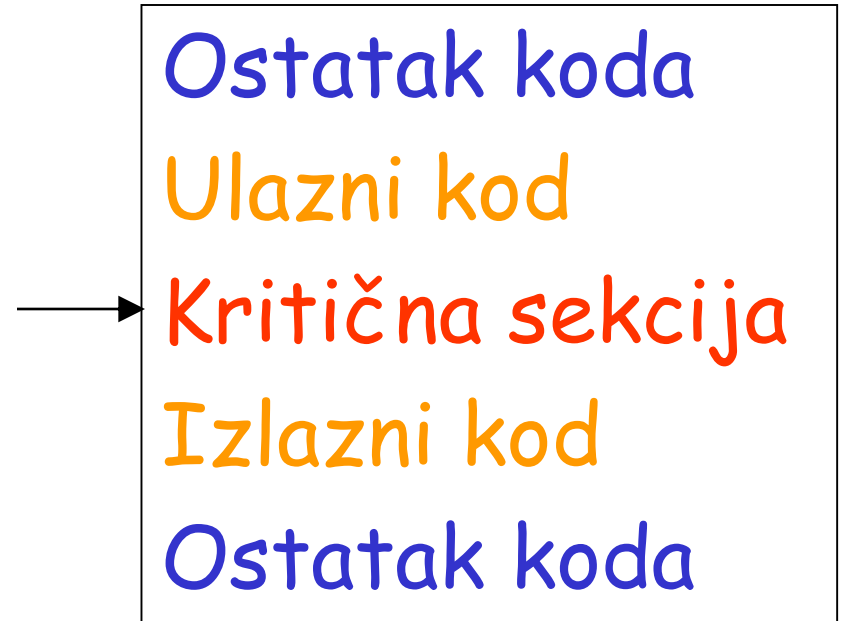 Ostatak koda
Ulazni kod
Kritična sekcija
Izlazni kod
Ostatak koda